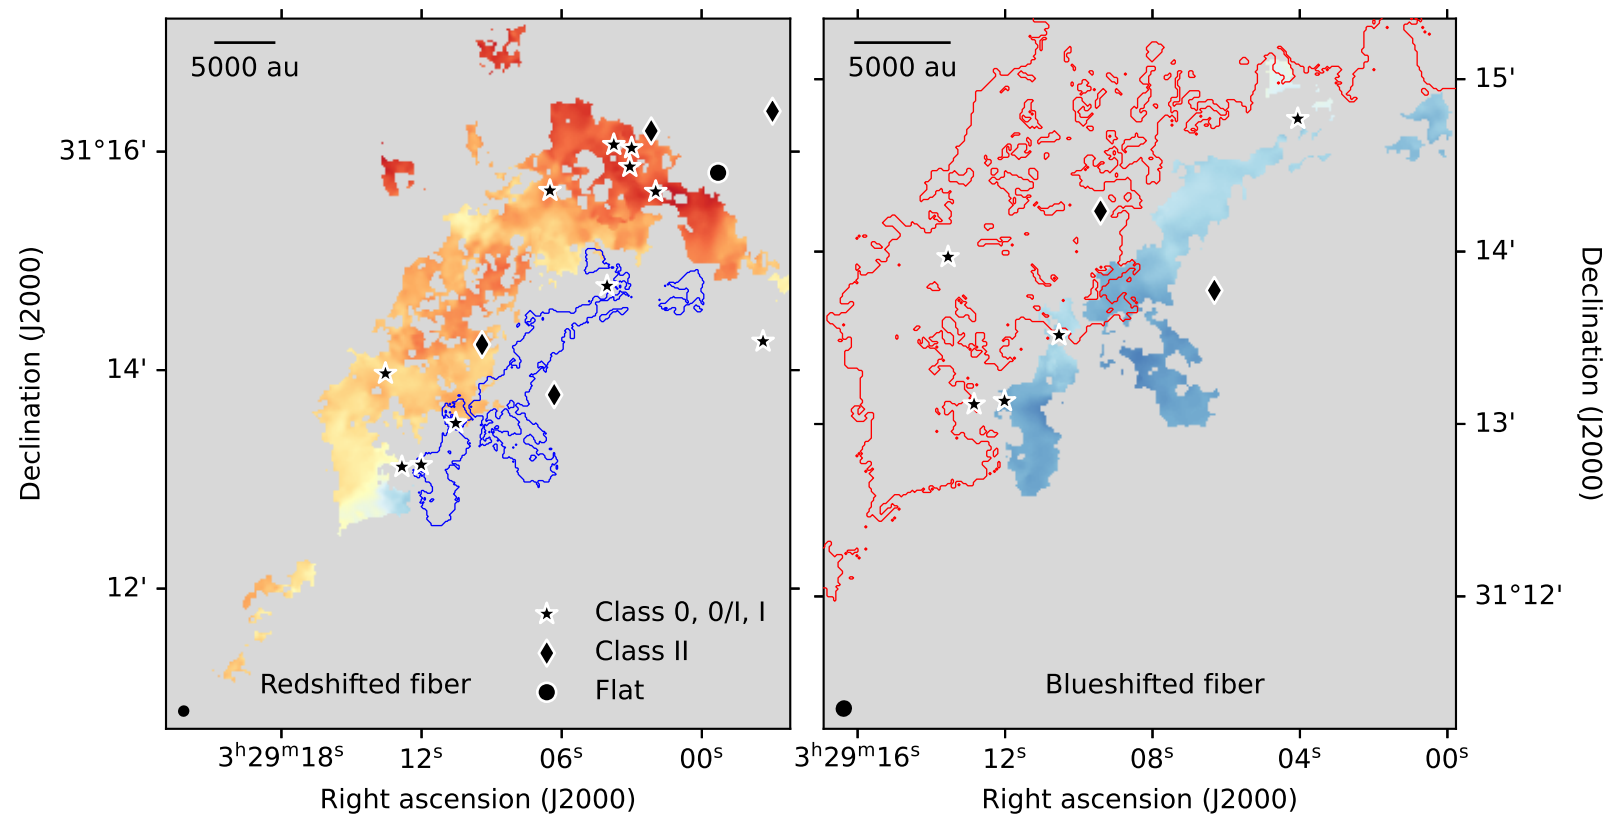 5000 au
31°16'
14'
12'
Declination (J2000)
Class 0, 0/I, I
Class II
Flat
Redshifted fiber
3ʰ29ᵐ18ˢ
12ˢ
06ˢ
00ˢ
Right ascension (J2000)
5000 au
15'
14'
13'
31°12'
Declination (J2000)
Blueshifted fiber
3ʰ29ᵐ16ˢ
12ˢ
08ˢ
04ˢ
00ˢ
Right ascension (J2000)